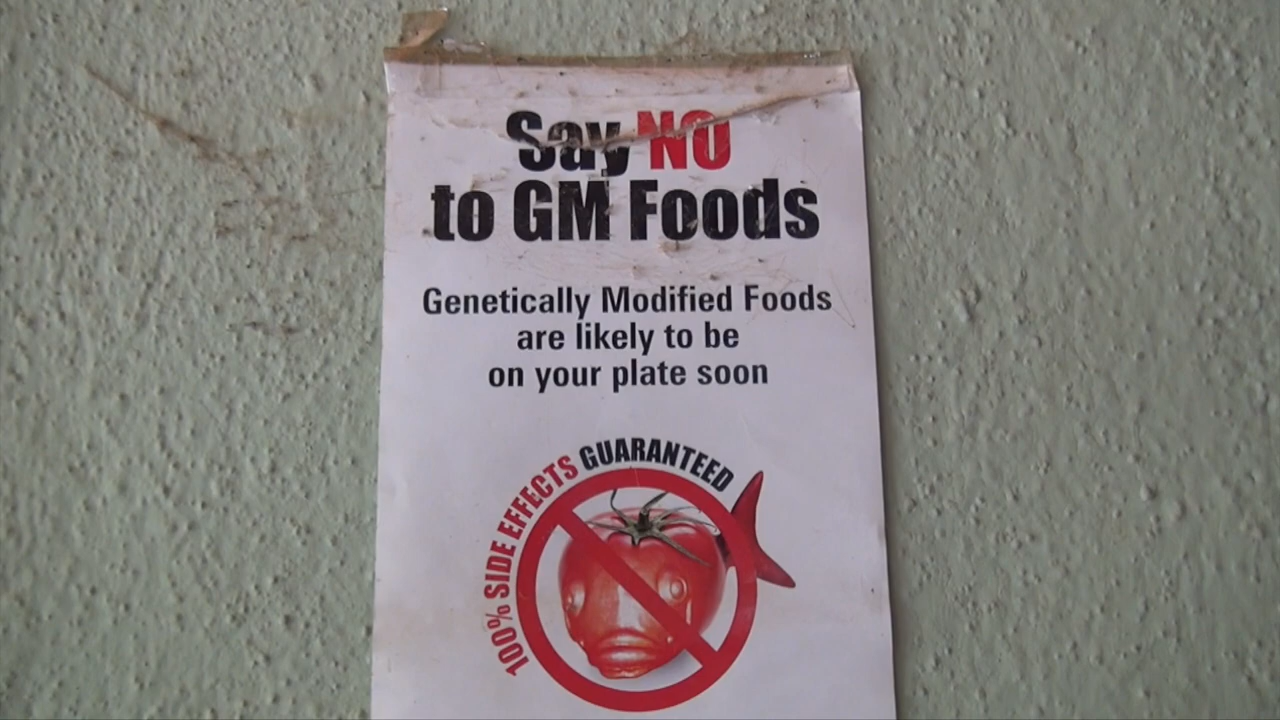 Say NO
to GM Foods
Genetically Modified Foods
are likely to be
on your plate soon
100% SIDE EFFECTS GUARANTEED